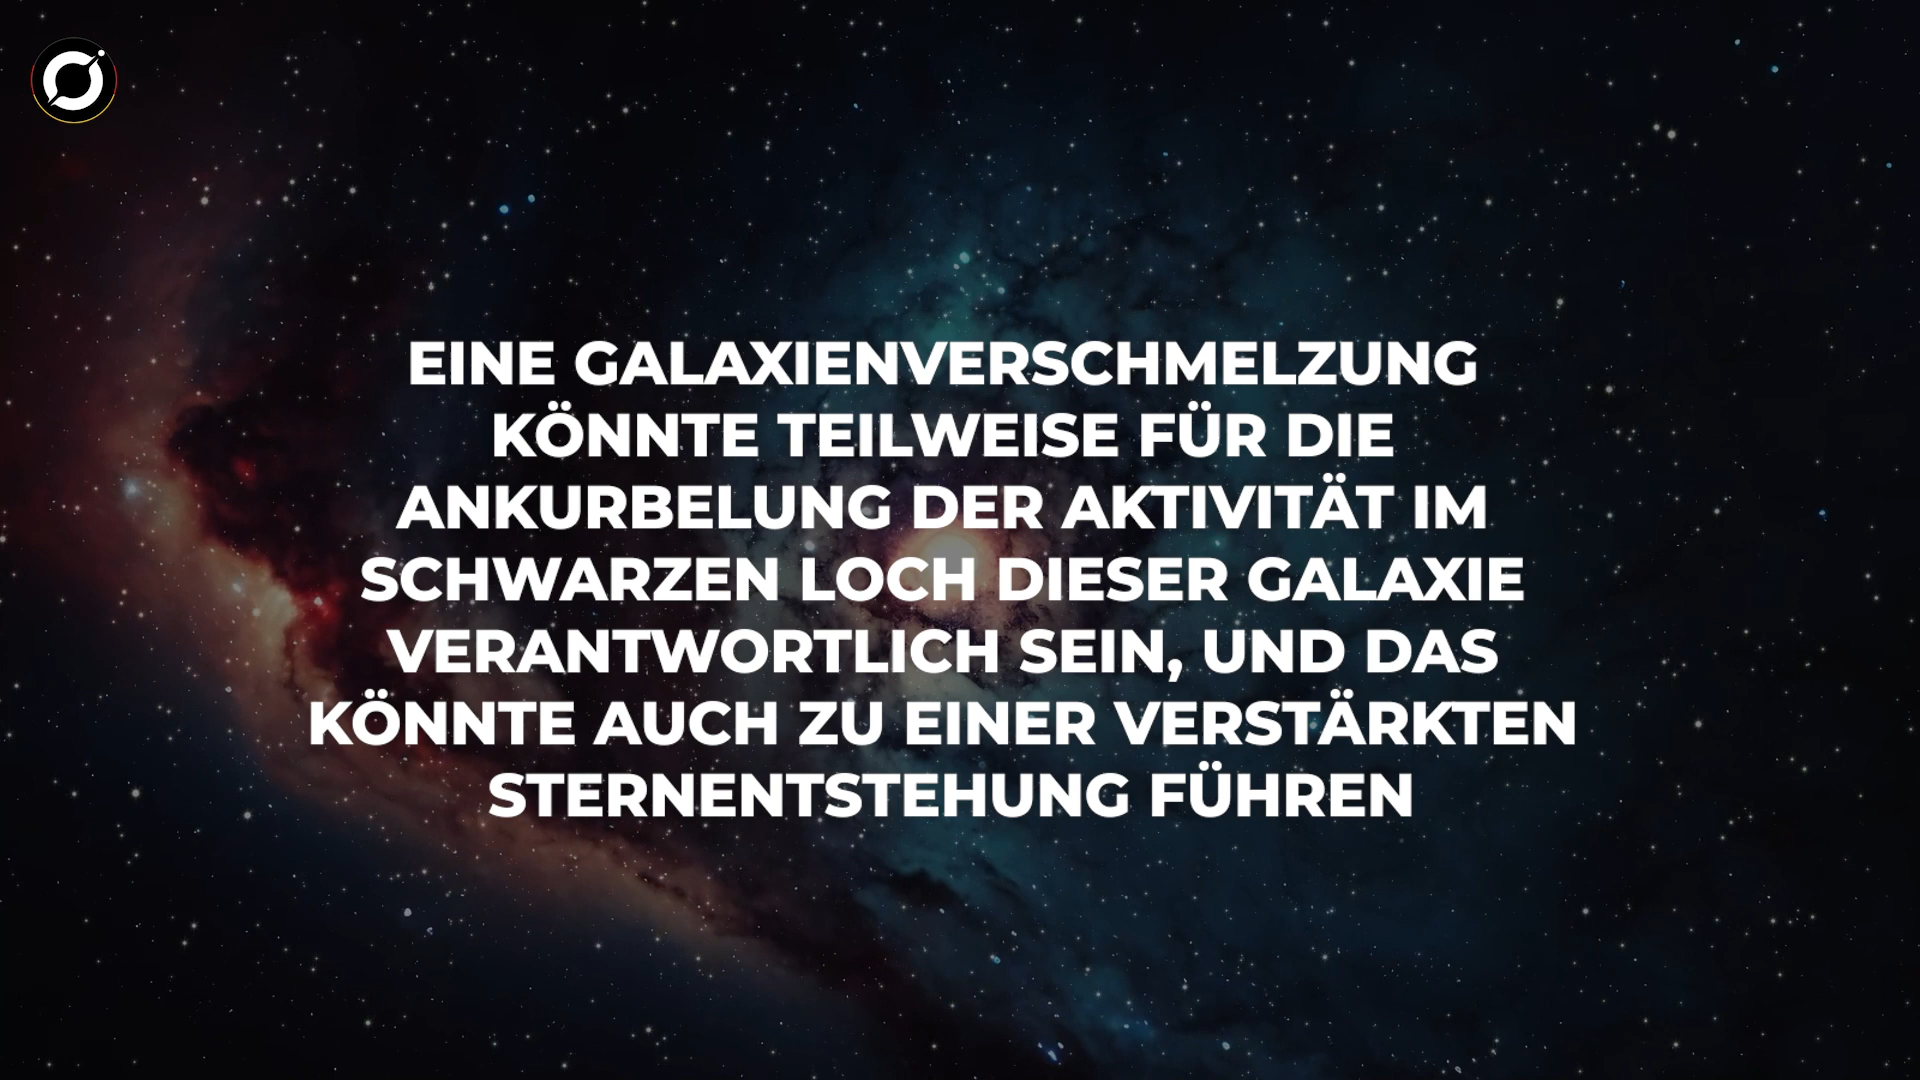 EINE GALAXIENVERSCHMELZUNG
KÖNNTE TEILWEISE FÜR DIE
ANKURBELUNG DER AKTIVITÄT IM
SCHWARZEN LOCH DIESER GALAXIE
VERANTWORTLICH SEIN, UND DAS
KÖNNTE AUCH ZU EINER VERSTÄRKTEN
STERNENTSTEHUNG FÜHREN